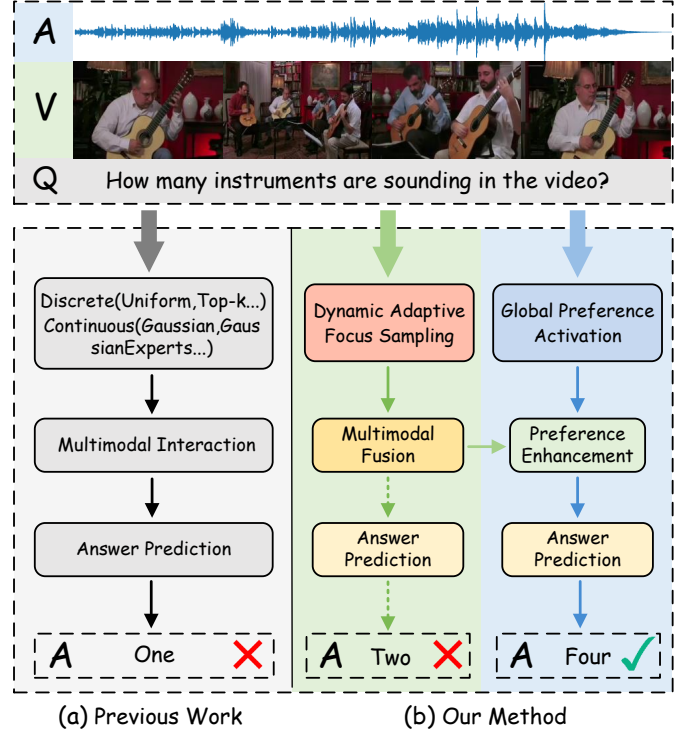 A
V
Q
How many instruments are sounding in the video?
Discrete(Uniform,Top-k...)
Continuous(Gaussian,Gaus
sianExperts...)
Multimodal Interaction
Answer Prediction
A One
Dynamic Adaptive
Focus Sampling
Multimodal
Fusion
Answer
Prediction
A Two
Global Preference
Activation
Preference
Enhancement
Answer
Prediction
A Four
(a) Previous Work
(b) Our Method